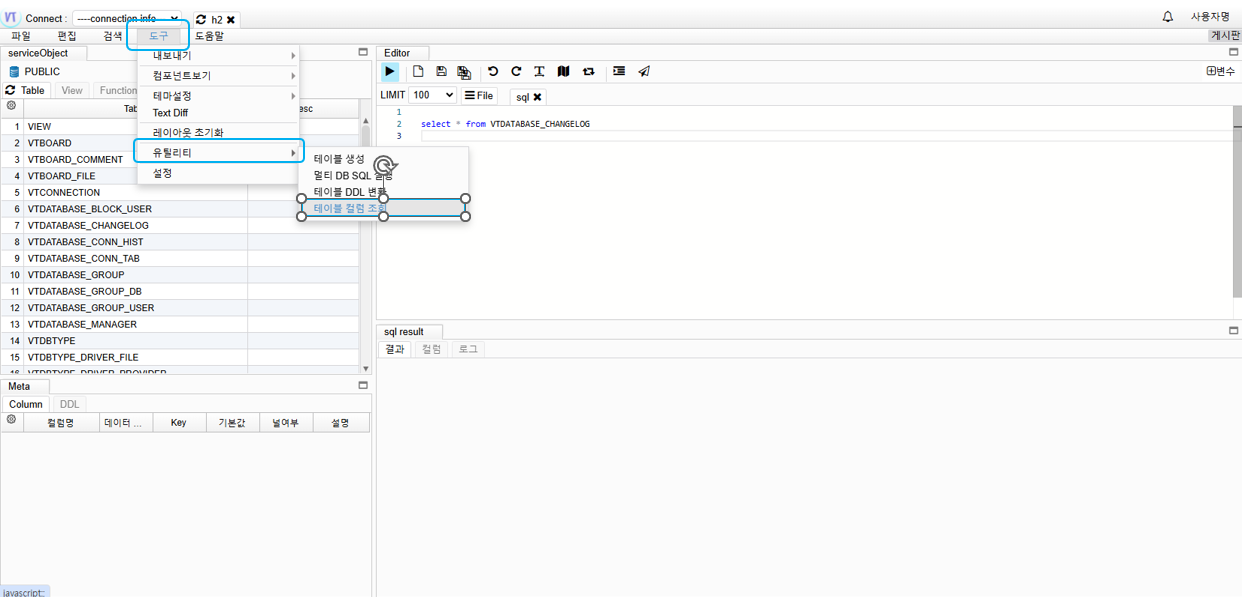 VT Connect : ----connection info---- h2
사용자명
파일 편집 검색 도구 도움말
게시판
serviceObject
PUBLIC
Table View Function
VIEW
1 VIEW
2 VTBOARD
3 VTBOARD_COMMENT
4 VTBOARD_FILE
5 VTCONNECTION
6 VTDATABASE_BLOCK_USER
7 VTDATABASE_CHANGELOG
8 VTDATABASE_CONN_HIST
9 VTDATABASE_CONN_TAB
10 VTDATABASE_GROUP
11 VTDATABASE_GROUP_DB
12 VTDATABASE_GROUP_USER
13 VTDATABASE_MANAGER
14 VTDBTYPE
15 VTDBTYPE_DRIVER_FILE
16 VTDBTYPE_DRIVER_PROVIDER
내보내기
컴포넌트보기
테마설정
Text Diff
레이아웃 초기화
유틸리티
설정
테이블 생성
멀티 DB SQL
테이블 DDL 변환
테이블 컬럼 조회
Editor
변수
LIMIT 100 File sql
1
2 select * from VTDATABASE_CHANGELOG
3
sql result
결과 컬럼 로그
Meta
Column DDL
컬럼명 데이터 ... Key 기본값 널여부 설명
javascript:;